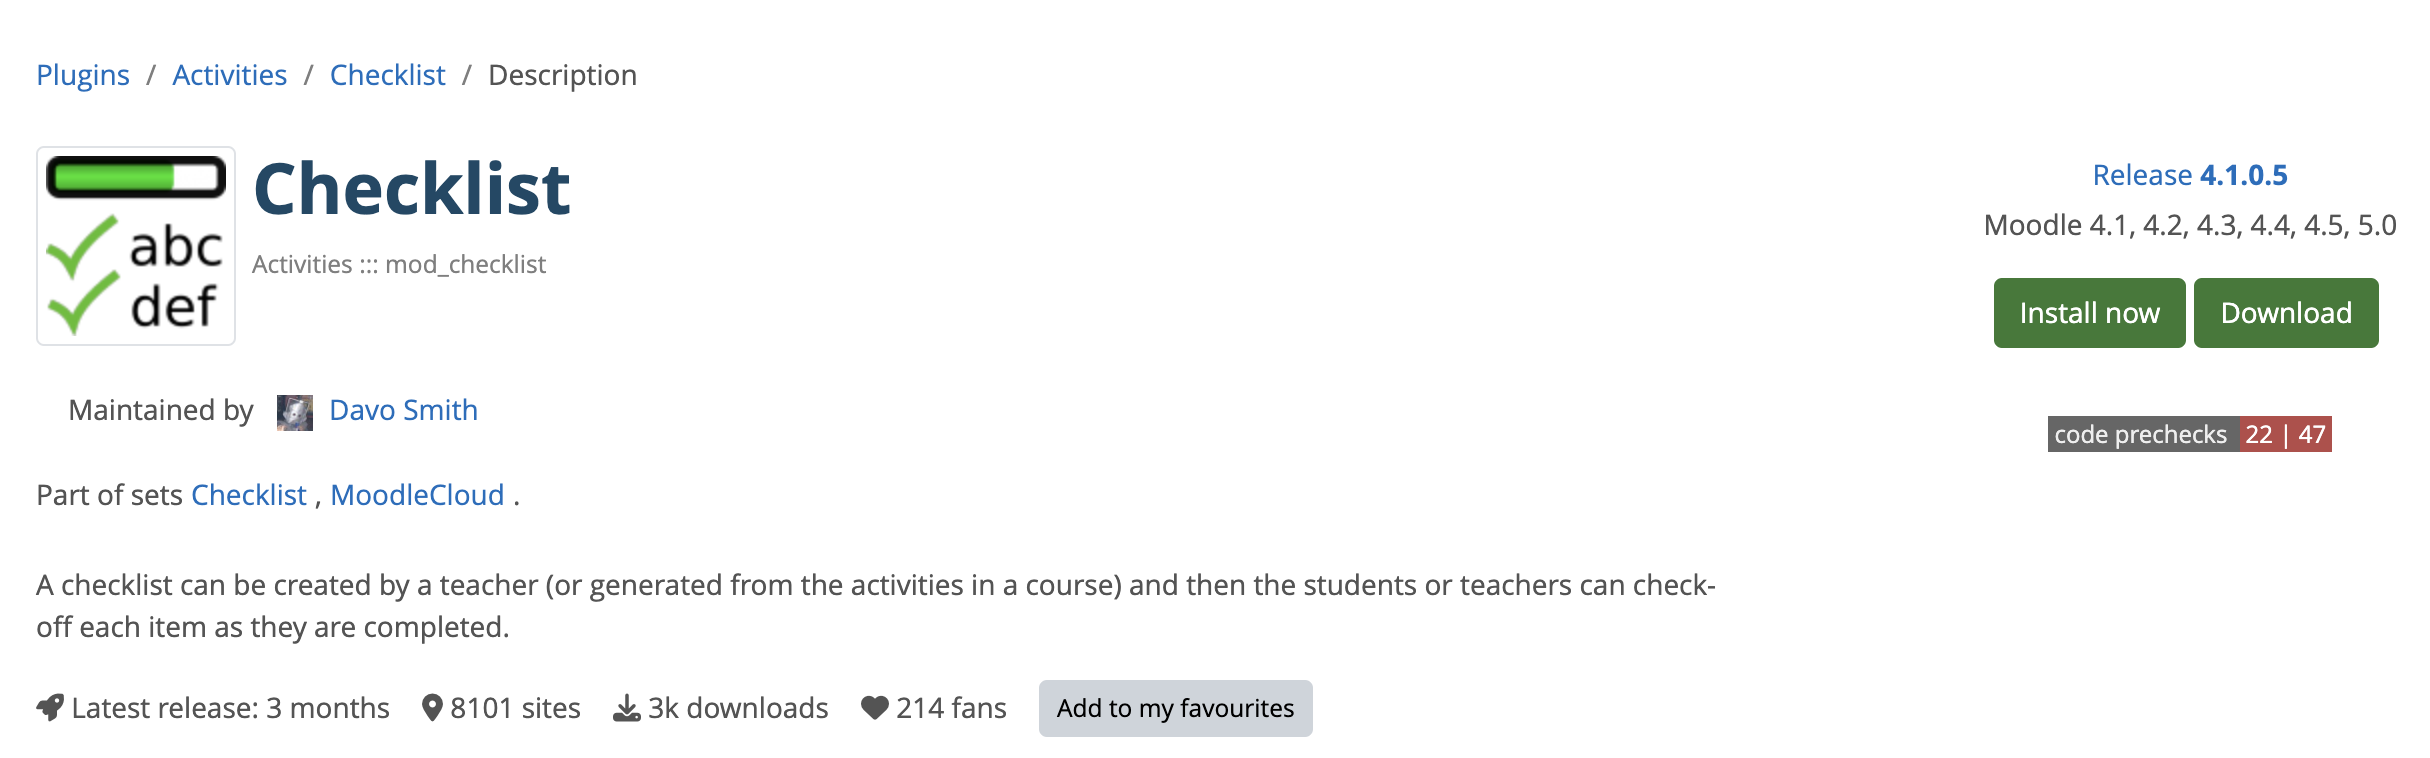 Plugins / Activities / Checklist / Description
abc
def
Checklist
Activities ::: mod_checklist
Release 4.1.0.5
Moodle 4.1, 4.2, 4.3, 4.4, 4.5, 5.0
Install now Download
Maintained by Davo Smith
code prechecks 22 | 47
Part of sets Checklist , MoodleCloud .
A checklist can be created by a teacher (or generated from the activities in a course) and then the students or teachers can check-
off each item as they are completed.
Latest release: 3 months 8101 sites 3k downloads 214 fans Add to my favourites